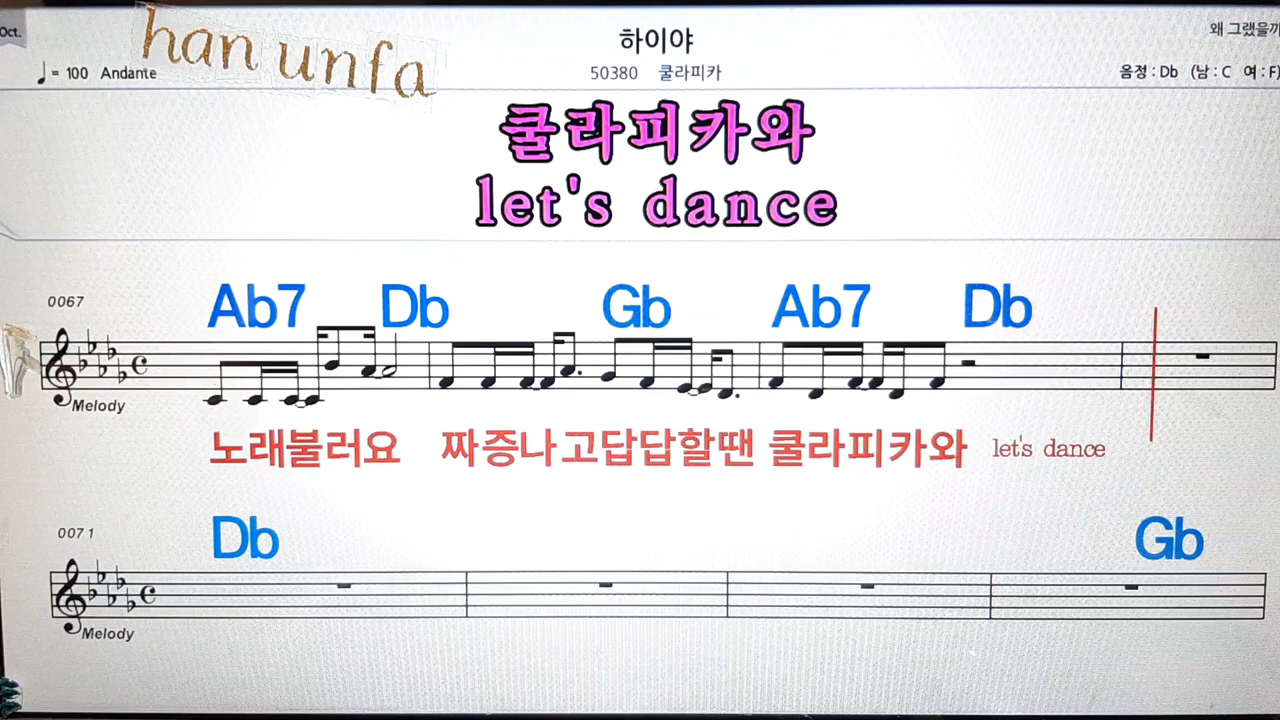 Oct.
han unfa
하이야
왜 그랬을까
♩= 100 Andante
50380 쿨라피카
음정 : Db (남 : C 여 : F)
쿨라피카와
let's dance
0067
Ab7 Db Gb Ab7 Db
Melody
노래불러요 짜증나고답답할땐 쿨라피카와 let's dance
0071
Db Gb
Melody